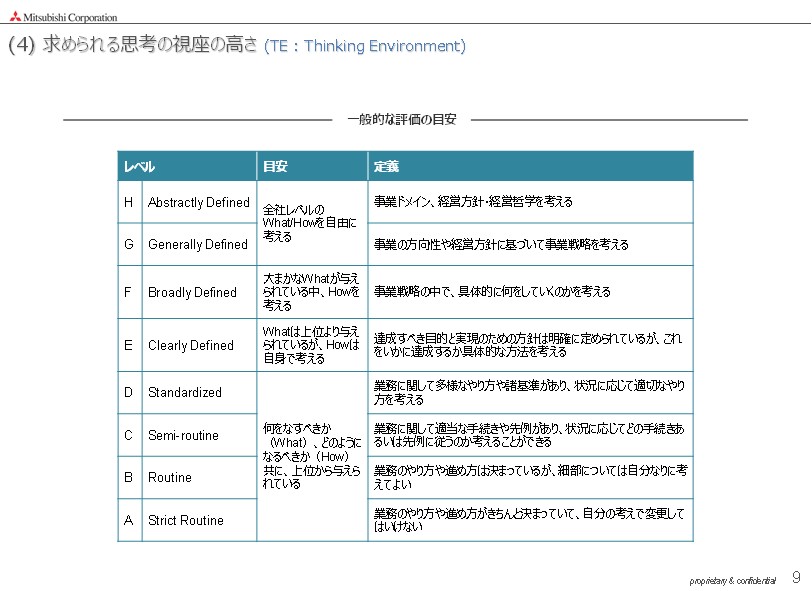 Mitsubishi Corporation
(4) 求められる思考の視座の高さ (TE : Thinking Environment)
一般的な評価の目安
レベル 目安 定義
H Abstractly Defined
全社レベルの
What/Howを自由に
考える
事業ドメイン、経営方針・経営哲学を考える
G Generally Defined
事業の方向性や経営方針に基づいて事業戦略を考える
F Broadly Defined
大まかなWhatが与え
られている中、Howを
考える
事業戦略の中で、具体的に何をしていくのかを考える
E Clearly Defined
Whatは上位より与え
られているが、Howは
自身で考える
達成すべき目的と実現のための方針は明確に定められているが、これ
をいかに達成するか具体的な方法を考える
D Standardized
何をなすべきか
（What）、どのように
なるべきか（How）
共に、上位から与えら
れている
業務に関して多様なやり方や諸基準があり、状況に応じて適切なやり
方を考える
C Semi-routine
業務に関して適当な手続きや先例があり、状況に応じてどの手続きあ
るいは先例に従うのか考えることができる
B Routine
業務のやり方や進め方は決まっているが、細部については自分なりに考
えてよい
A Strict Routine
業務のやり方や進め方がきちんと決まっていて、自分の考えで変更して
はいけない
proprietary & confidential 9